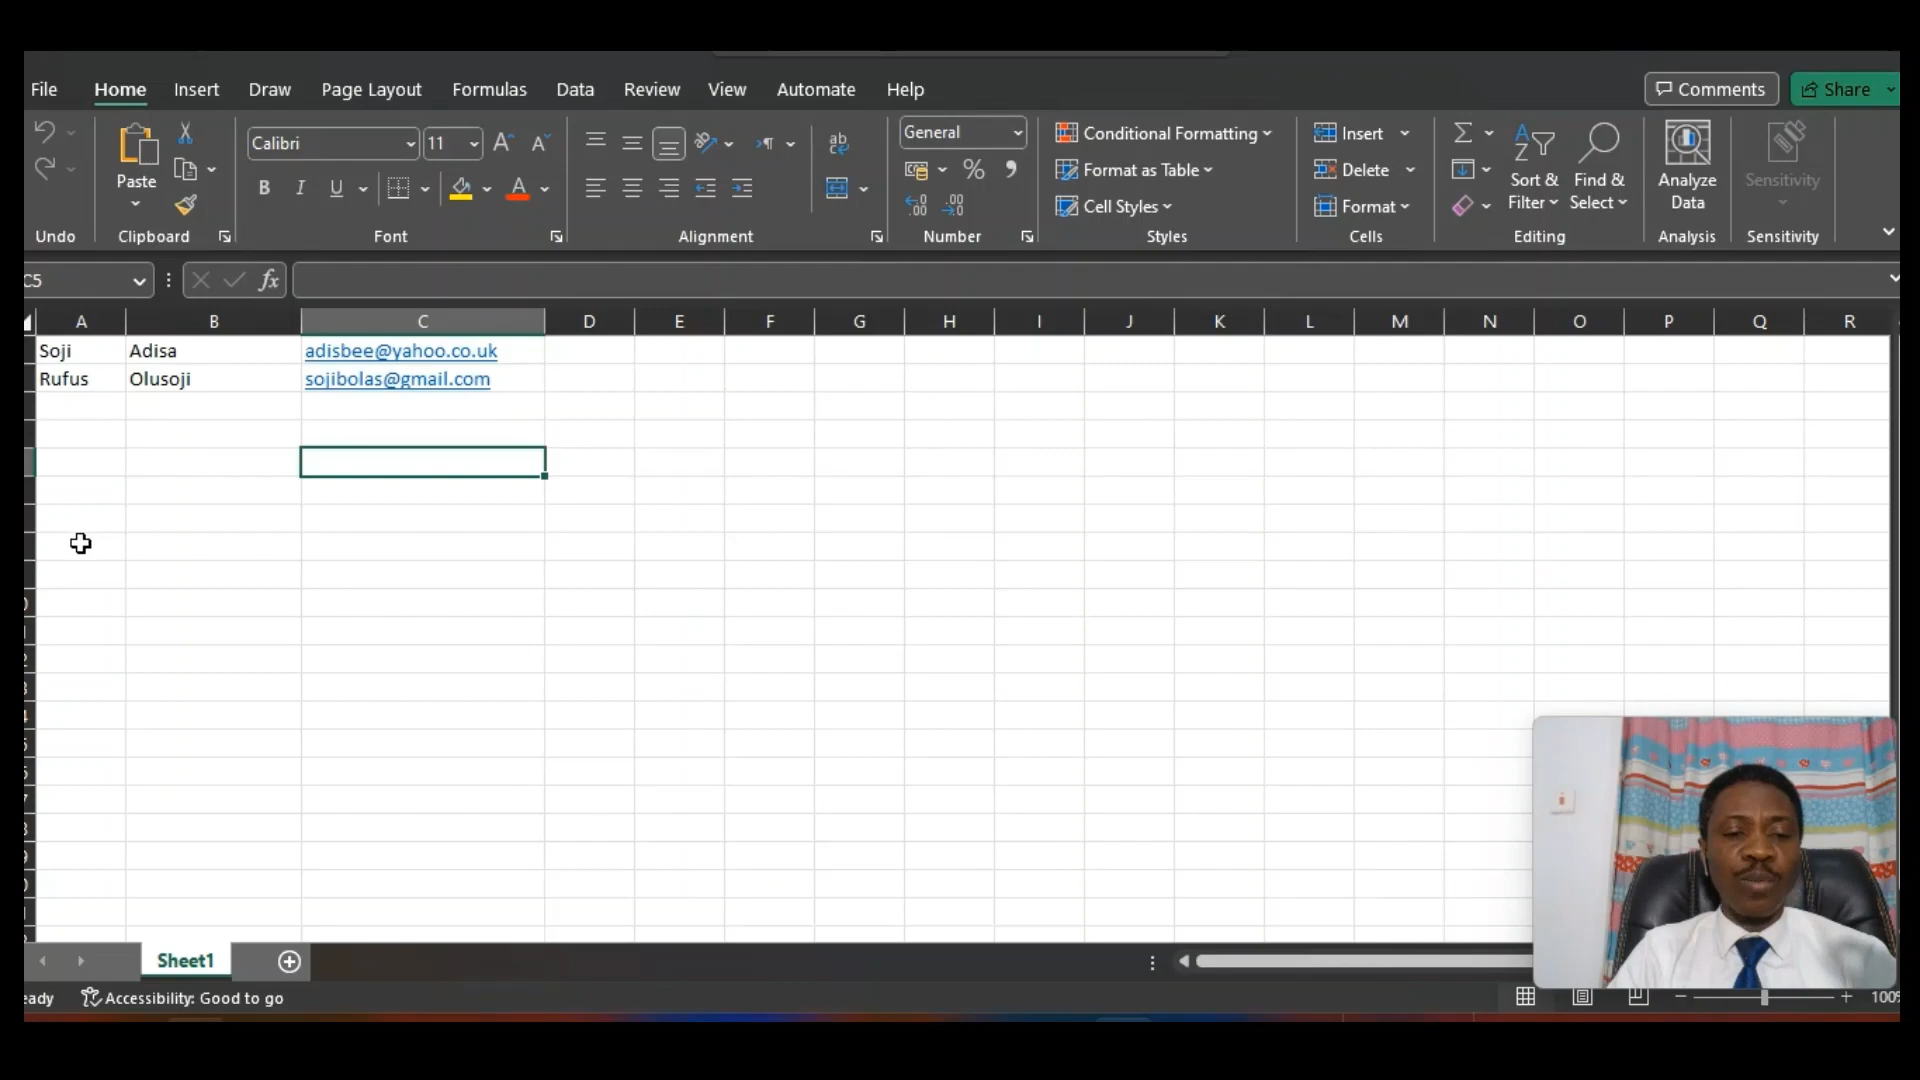 File Home Insert Draw Page Layout Formulas Data Review View Automate Help Comments Share
Calibri 11 ab General Conditional Formatting Insert Σ
Paste Format as Table Delete Sort & Filter Find & Select Analyze Data Sensitivity
B I U A % 9 Cell Styles Format
Undo Clipboard Font Alignment Number Styles Cells Editing Analysis Sensitivity
C5 fx
A B C D E F G H I J K L M N O P Q R
Soji Adisa adisbee@yahoo.co.uk
Rufus Olusoji sojibolas@gmail.com
Sheet1
Accessibility: Good to go 100%